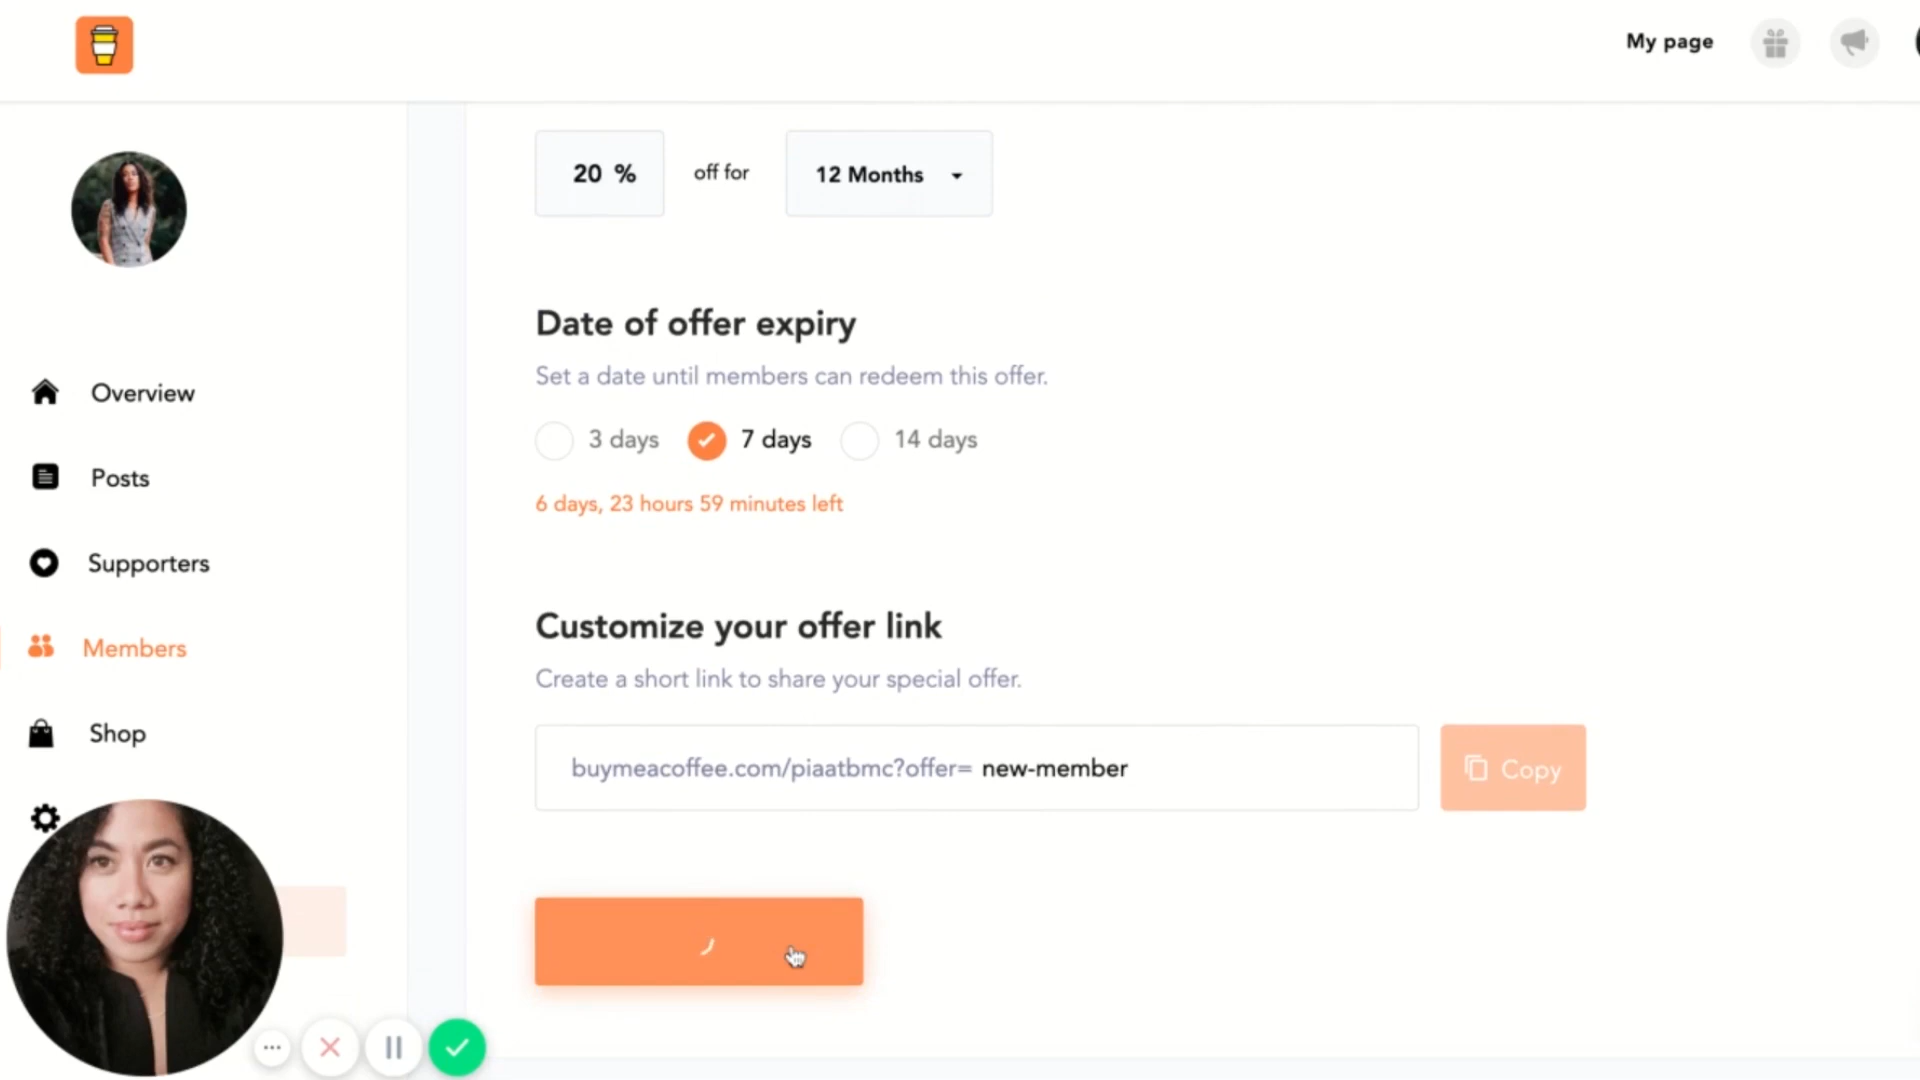 My page
20 %
off for
12 Months
Date of offer expiry
Set a date until members can redeem this offer.
3 days
7 days
14 days
6 days, 23 hours 59 minutes left
Customize your offer link
Create a short link to share your special offer.
buymeacoffee.com/piaatbmc?offer= new-member
Copy
Overview
Posts
Supporters
Members
Shop